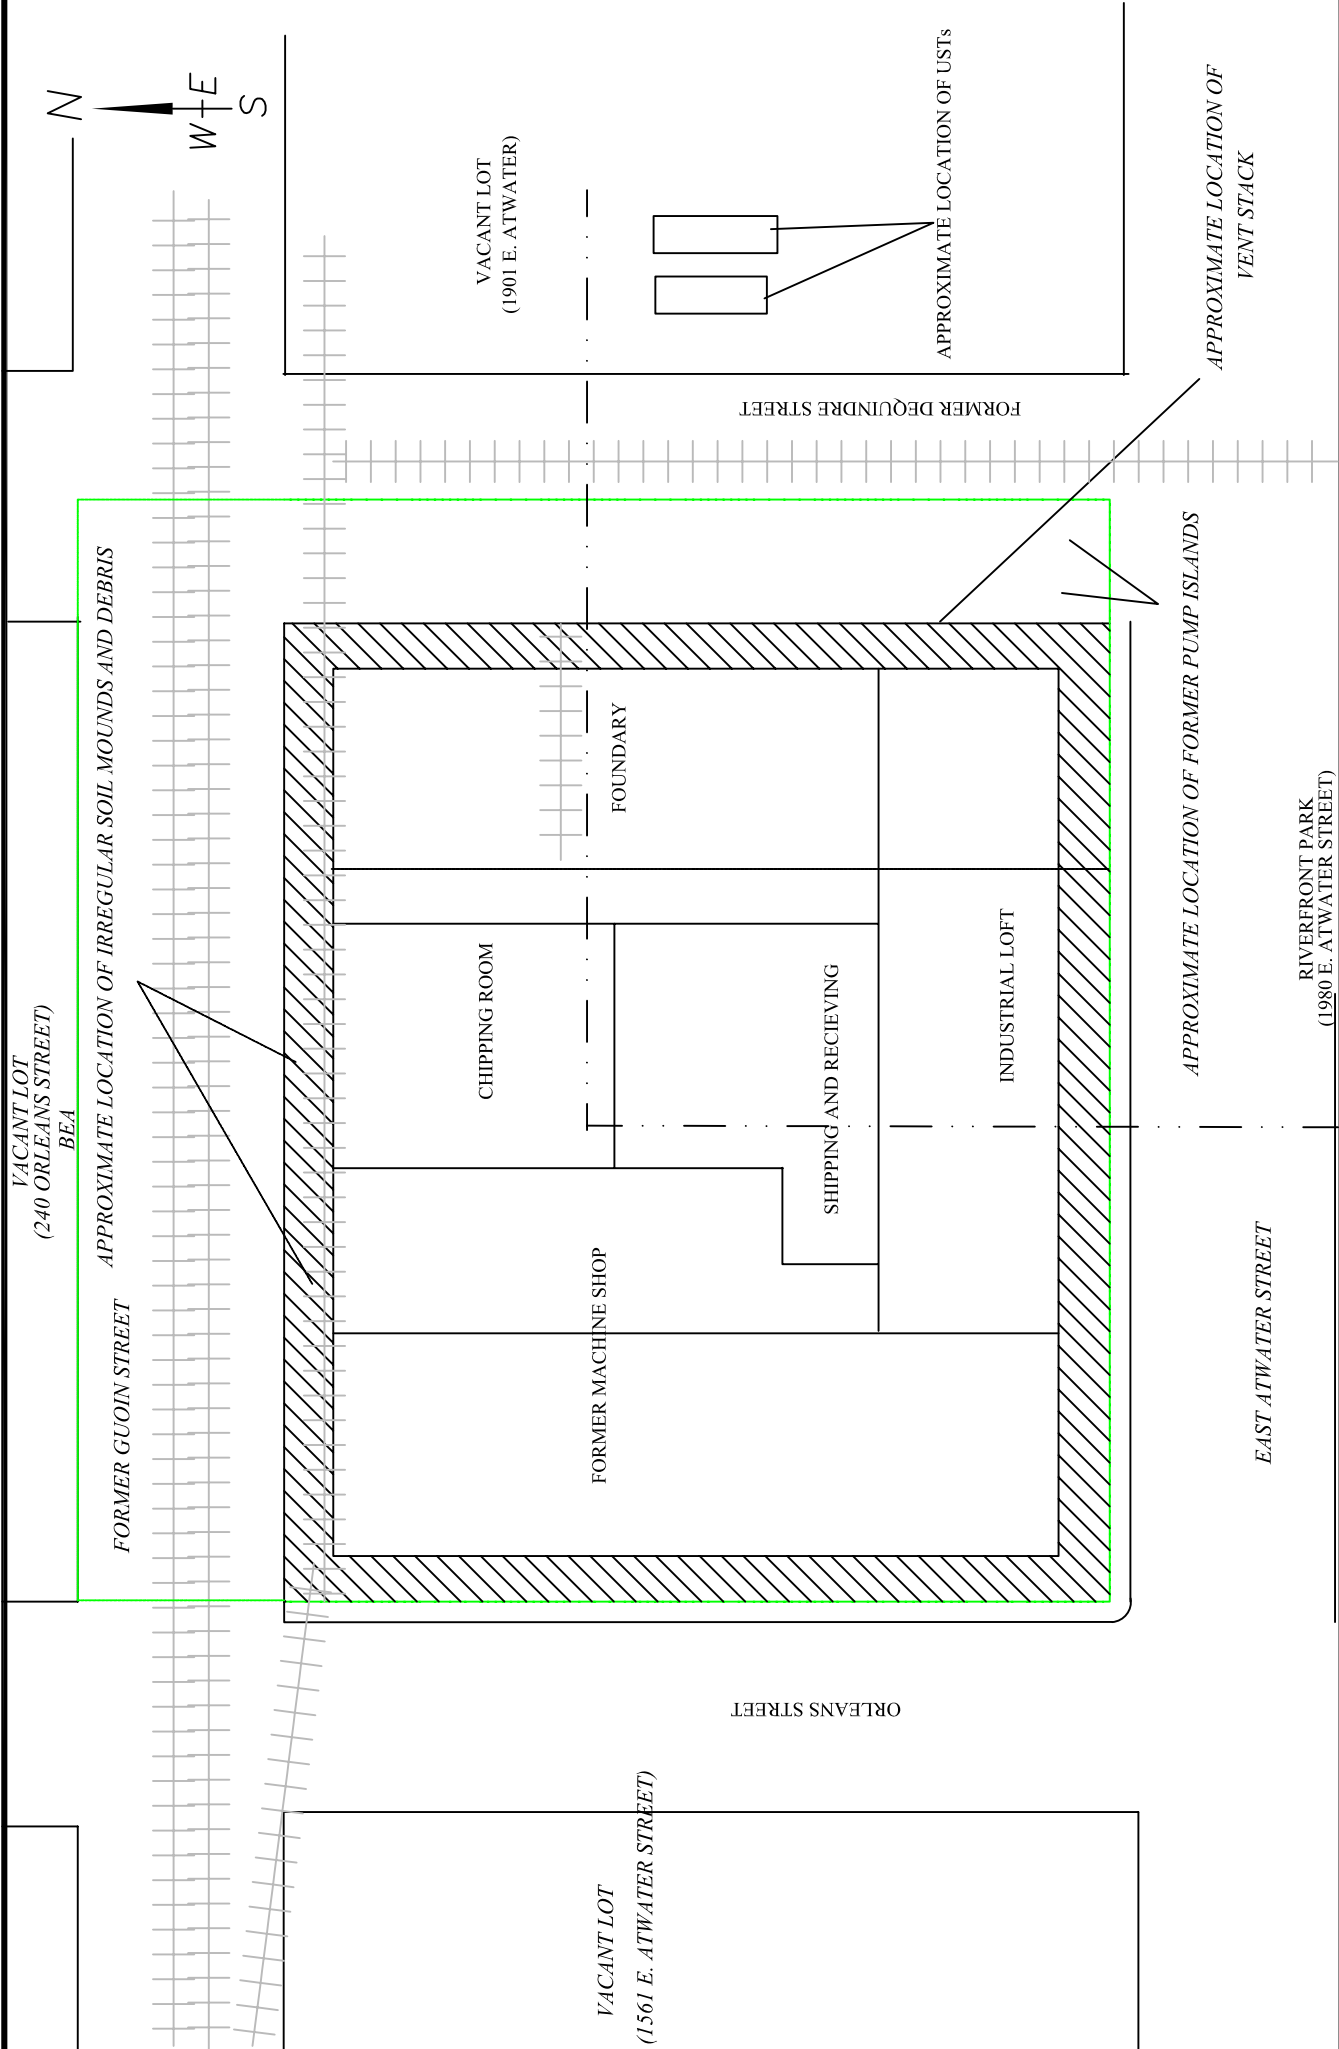 N
W E
S
VACANT LOT
(240 ORLEANS STREET)
BEA
APPROXIMATE LOCATION OF IRREGULAR SOIL MOUNDS AND DEBRIS
FORMER GUOIN STREET
VACANT LOT
(1901 E. ATWATER)
APPROXIMATE LOCATION OF USTs
APPROXIMATE LOCATION OF
VENT STACK
FORMER DEQUINDRE STREET
FOUNDARY
CHIPPING ROOM
SHIPPING AND RECIEVING
INDUSTRIAL LOFT
FORMER MACHINE SHOP
APPROXIMATE LOCATION OF FORMER PUMP ISLANDS
RIVERFRONT PARK
(1980 E. ATWATER STREET)
EAST ATWATER STREET
ORLEANS STREET
VACANT LOT
(1561 E. ATWATER STREET)